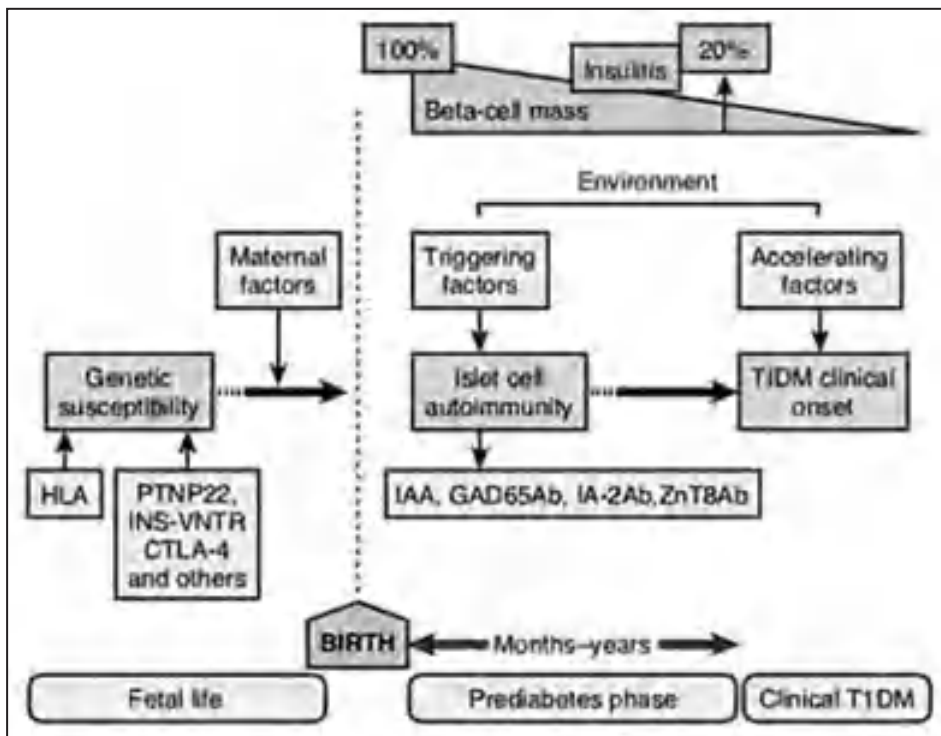 100%
Insulitis
20%
Beta-cell mass
Environment
Maternal
factors
Triggering
factors
Accelerating
factors
Genetic
susceptibility
Islet cell
autoimmunity
TIDM clinical
onset
HLA
PTNP22,
INS-VNTR
CTLA-4
and others
IAA, GAD65Ab, IA-2Ab,ZnT8Ab
BIRTH
Months–years
Fetal life
Prediabetes phase
Clinical T1DM